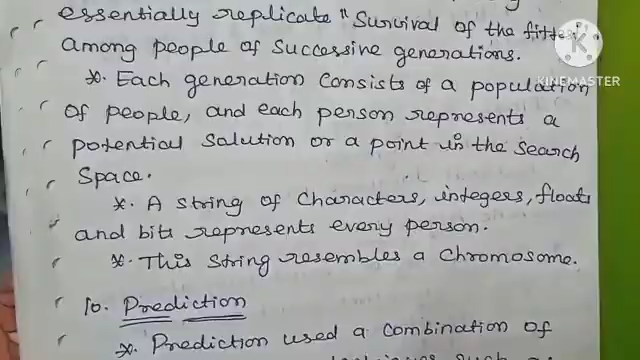 essentially replicate "Survival of the fittest"
among people of successive generations.
*. Each generation consists of a population
of people, and each person represents a
potential solution or a point in the search
space.
*. A string of characters, integers, floats
and bits represents every person.
*. This string resembles a chromosome.
10. Prediction
*. Prediction used a combination of
such
KINEMASTER